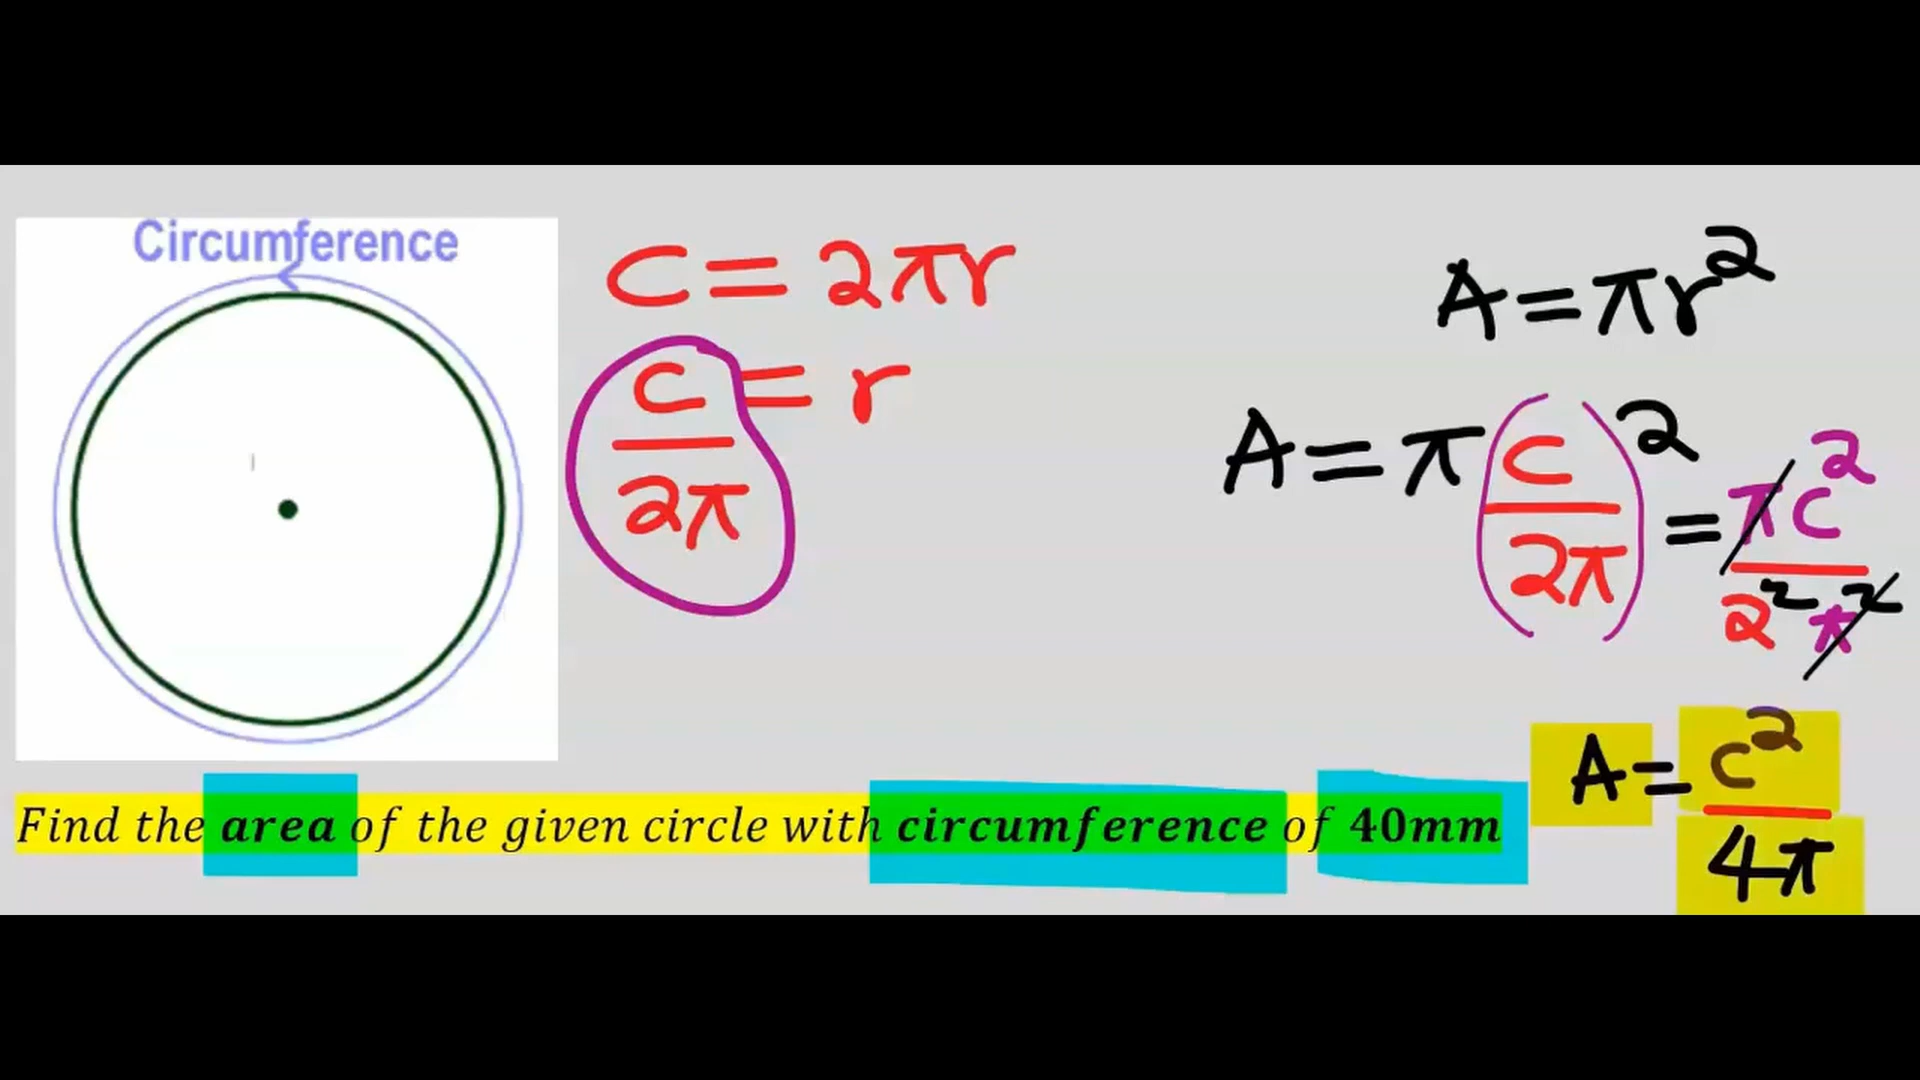 Circumference
C = 2πr
C/2π = r
A = πr²
A = π(C/2π)² = πC²/2²π²
A = C²/4π
Find the area of the given circle with circumference of 40mm